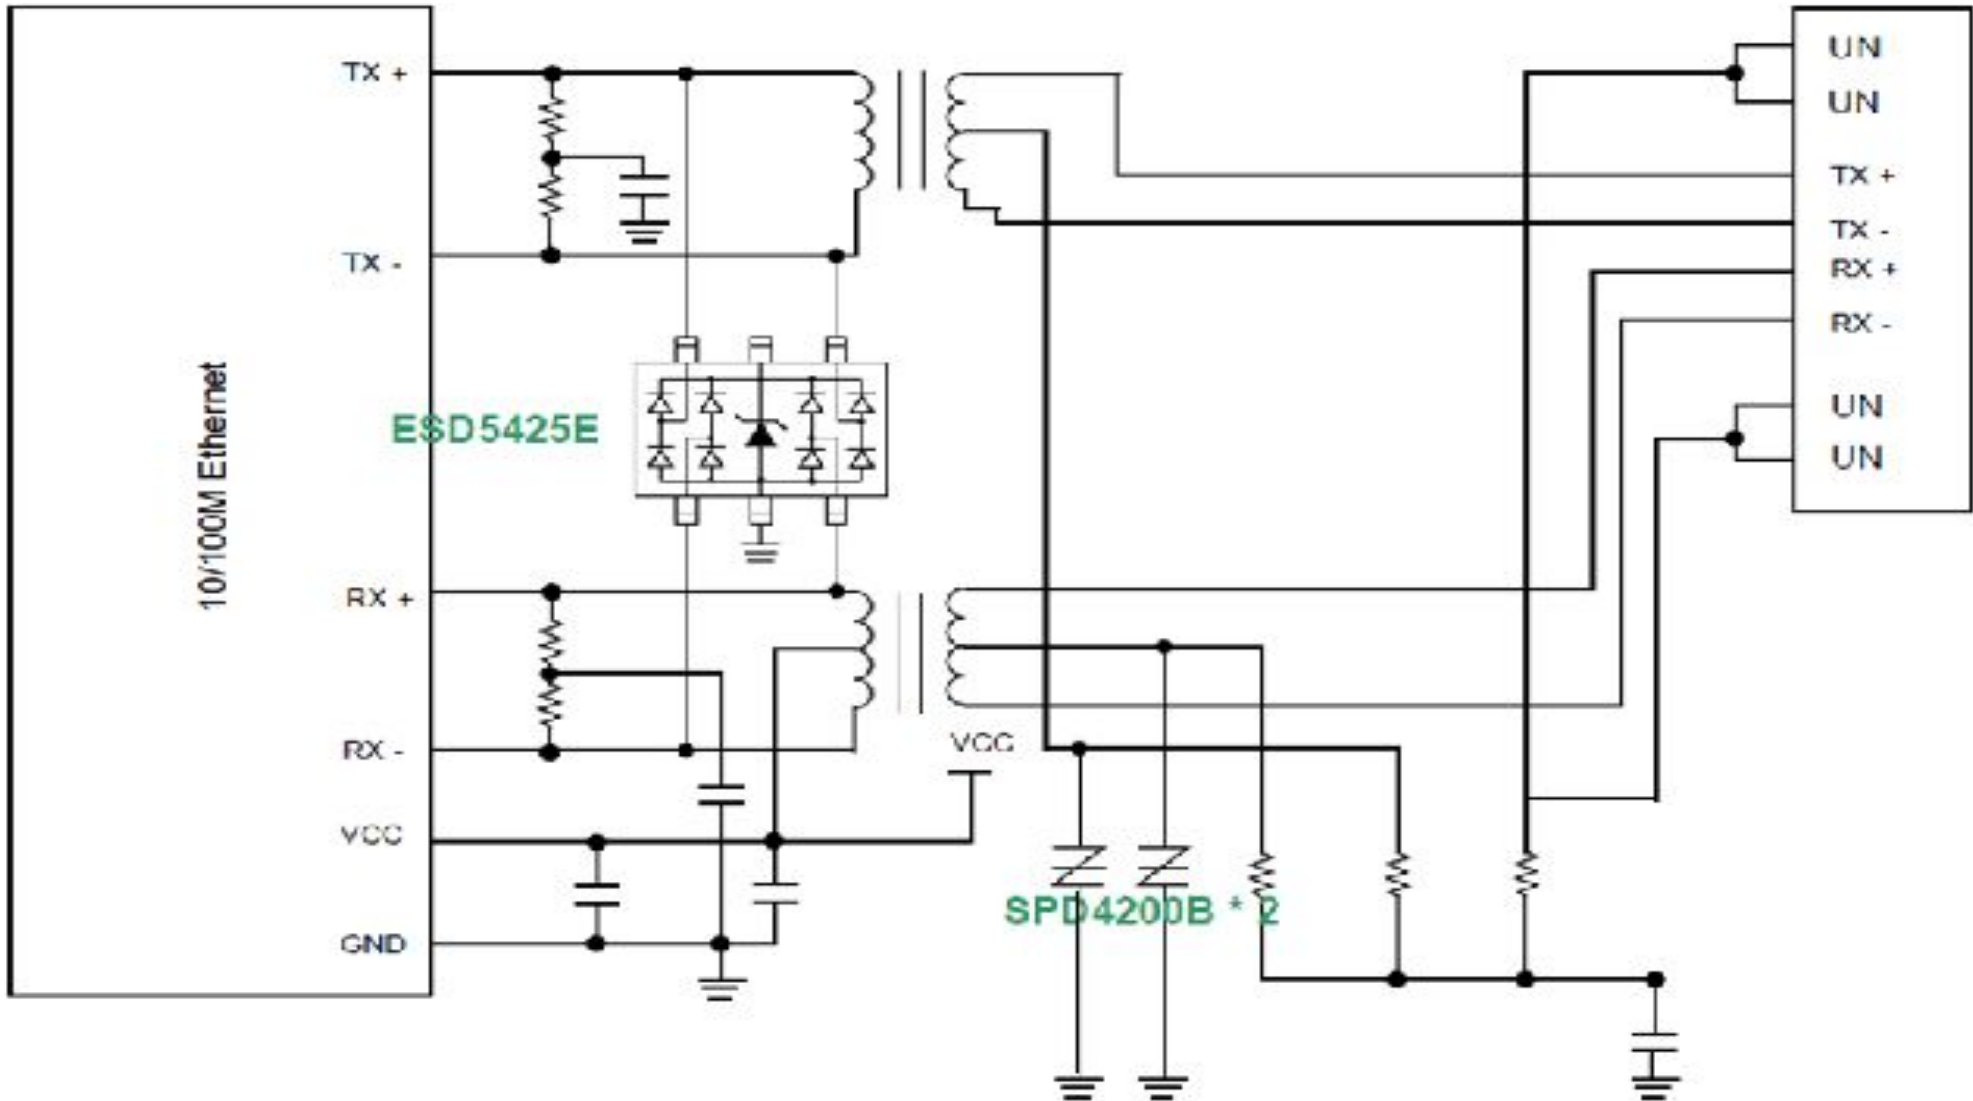 TX +
TX -
10/100M Ethernet
ESD5425E
RX +
RX -
VCC
GND
VCC
SPD4200B * 2
UN
UN
TX +
TX -
RX +
RX -
UN
UN